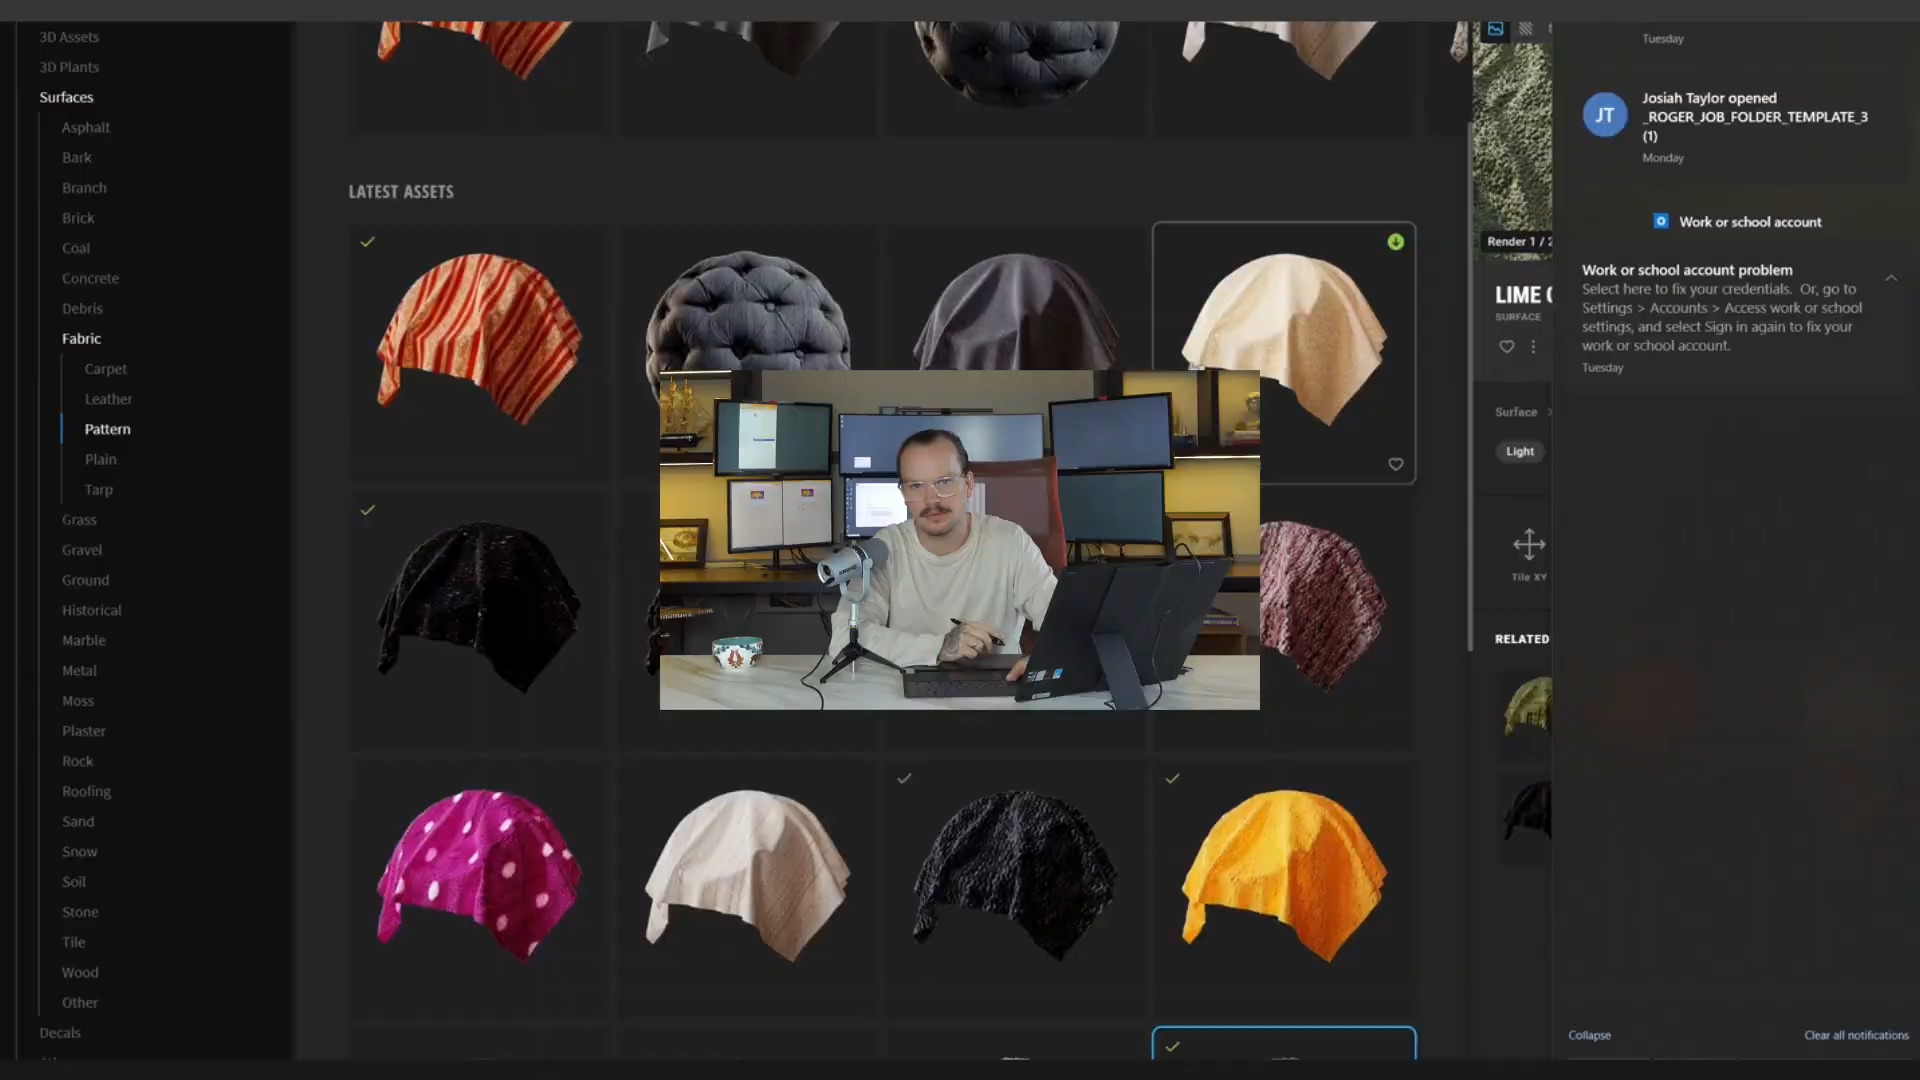 3D Assets
3D Plants
Surfaces
Asphalt
Bark
Branch
Brick
Coal
Concrete
Debris
Fabric
Carpet
Leather
Pattern
Plain
Tarp
Grass
Gravel
Ground
Historical
Marble
Metal
Moss
Plaster
Rock
Roofing
Sand
Snow
Soil
Stone
Tile
Wood
Other
Decals
LATEST ASSETS
Render 1 / 2
LIME
SURFACE
Surface
Light
Tile XY
RELATED
Tuesday
JT
Josiah Taylor opened
_ROGER_JOB_FOLDER_TEMPLATE_3
(1)
Monday
Work or school account
Work or school account problem
Select here to fix your credentials. Or, go to
Settings > Accounts > Access work or school
settings, and select Sign in again to fix your
work or school account.
Tuesday
Collapse
Clear all notifications